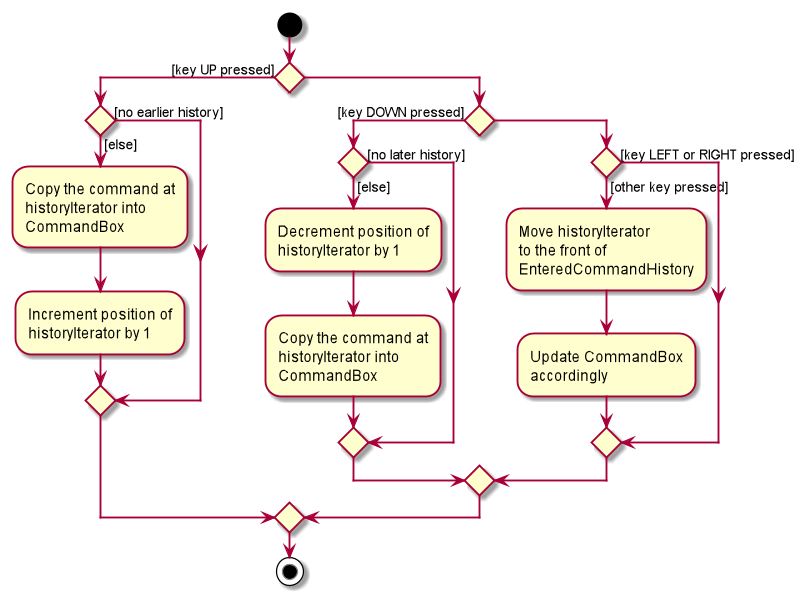 [key UP pressed]
[no earlier history]
[else]
Copy the command at
historyIterator into
CommandBox
Increment position of
historyIterator by 1
[key DOWN pressed]
[no later history]
[else]
Decrement position of
historyIterator by 1
Copy the command at
historyIterator into
CommandBox
[key LEFT or RIGHT pressed]
[other key pressed]
Move historyIterator
to the front of
EnteredCommandHistory
Update CommandBox
accordingly